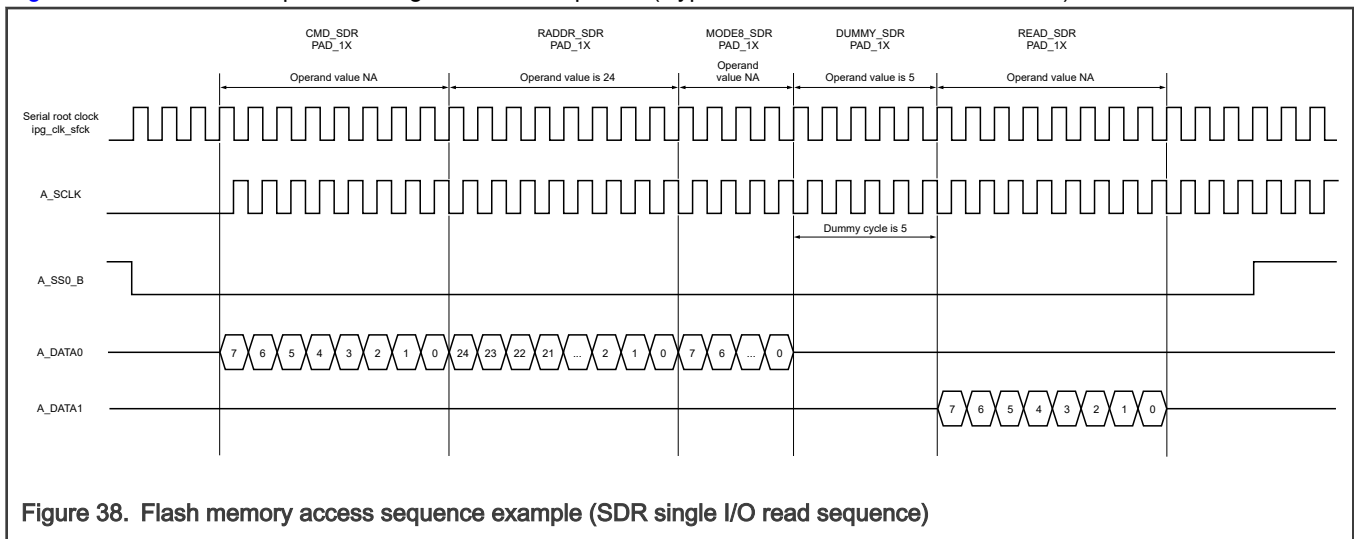 CMD_SDR
PAD_1X
RADDR_SDR
PAD_1X
MODE8_SDR
PAD_1X
DUMMY_SDR
PAD_1X
READ_SDR
PAD_1X
Operand value NA
Operand value is 24
Operand
value NA
Operand value is 5
Operand value NA
Serial root clock
ipg_clk_sfck
A_SCLK
Dummy cycle is 5
A_SS0_B
A_DATA0
7 6 5 4 3 2 1 0 24 23 22 21 ... 2 1 0 7 6 ... 0
A_DATA1
7 6 5 4 3 2 1 0
Figure 38. Flash memory access sequence example (SDR single I/O read sequence)